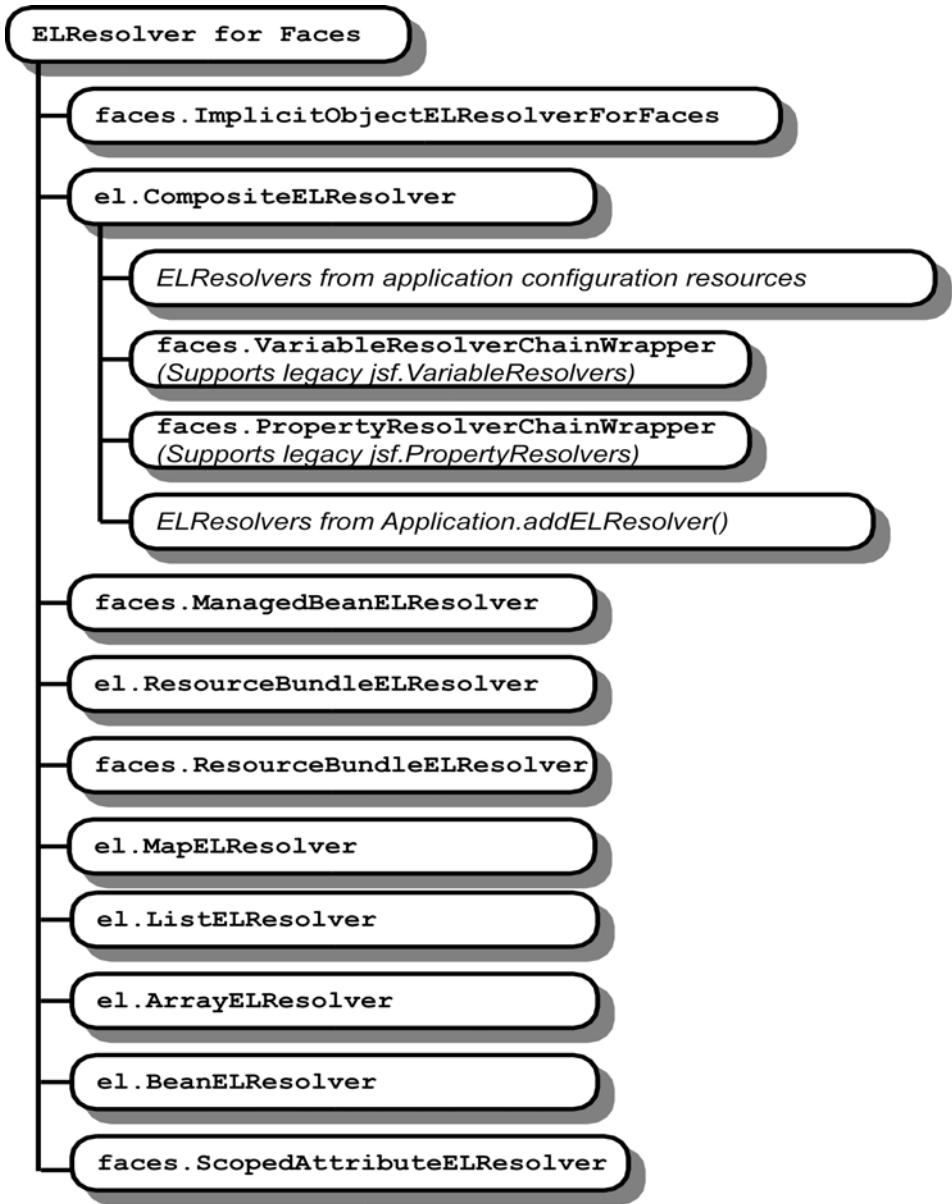 ELResolver for Faces
faces.ImplicitObjectELResolverForFaces
el.CompositeELResolver
ELResolvers from application configuration resources
faces.VariableResolverChainWrapper
(Supports legacy jsf.VariableResolvers)
faces.PropertyResolverChainWrapper
(Supports legacy jsf.PropertyResolvers)
ELResolvers from Application.addELResolver()
faces.ManagedBeanELResolver
el.ResourceBundleELResolver
faces.ResourceBundleELResolver
el.MapELResolver
el.ListELResolver
el.ArrayELResolver
el.BeanELResolver
faces.ScopedAttributeELResolver